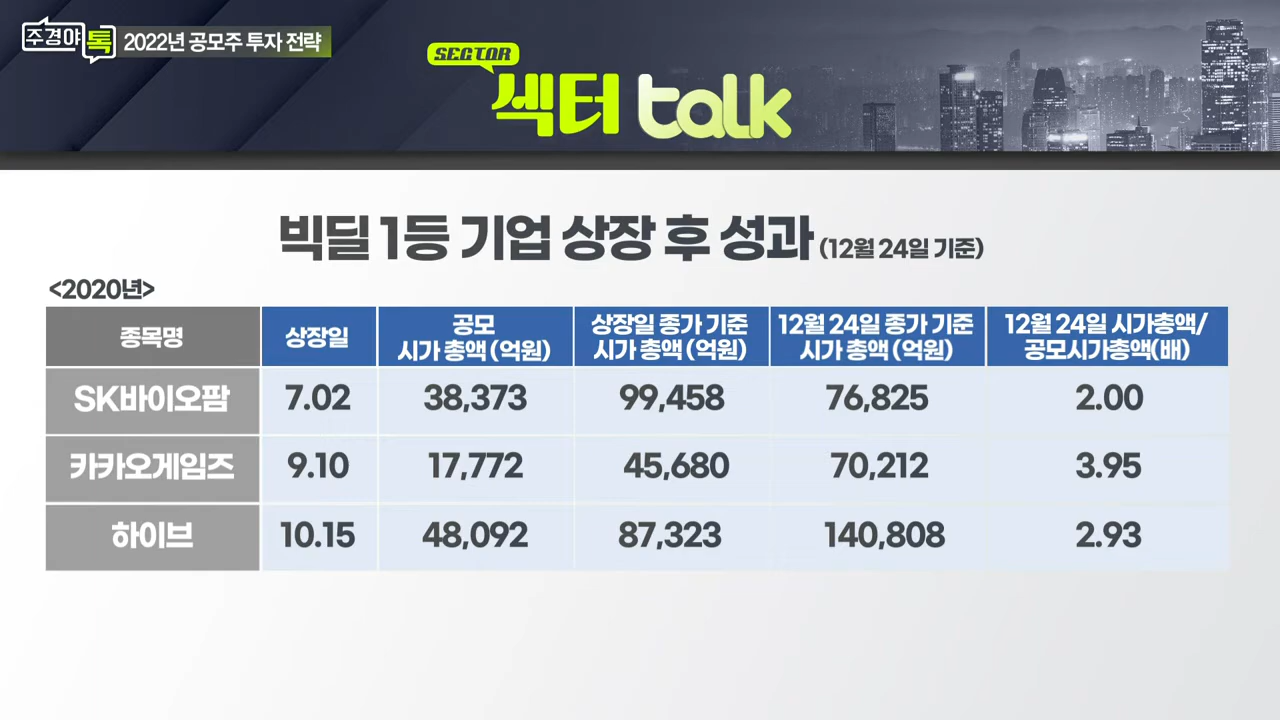 주경야톡 2022년 공모주 투자 전략
SECTOR
섹터 talk
빅딜 1등 기업 상장 후 성과 (12월 24일 기준)
<2020년>
종목명 상장일 공모 시가 총액 (억원) 상장일 종가 기준 시가 총액 (억원) 12월 24일 종가 기준 시가 총액 (억원) 12월 24일 시가총액/공모시가총액(배)
SK바이오팜 7.02 38,373 99,458 76,825 2.00
카카오게임즈 9.10 17,772 45,680 70,212 3.95
하이브 10.15 48,092 87,323 140,808 2.93